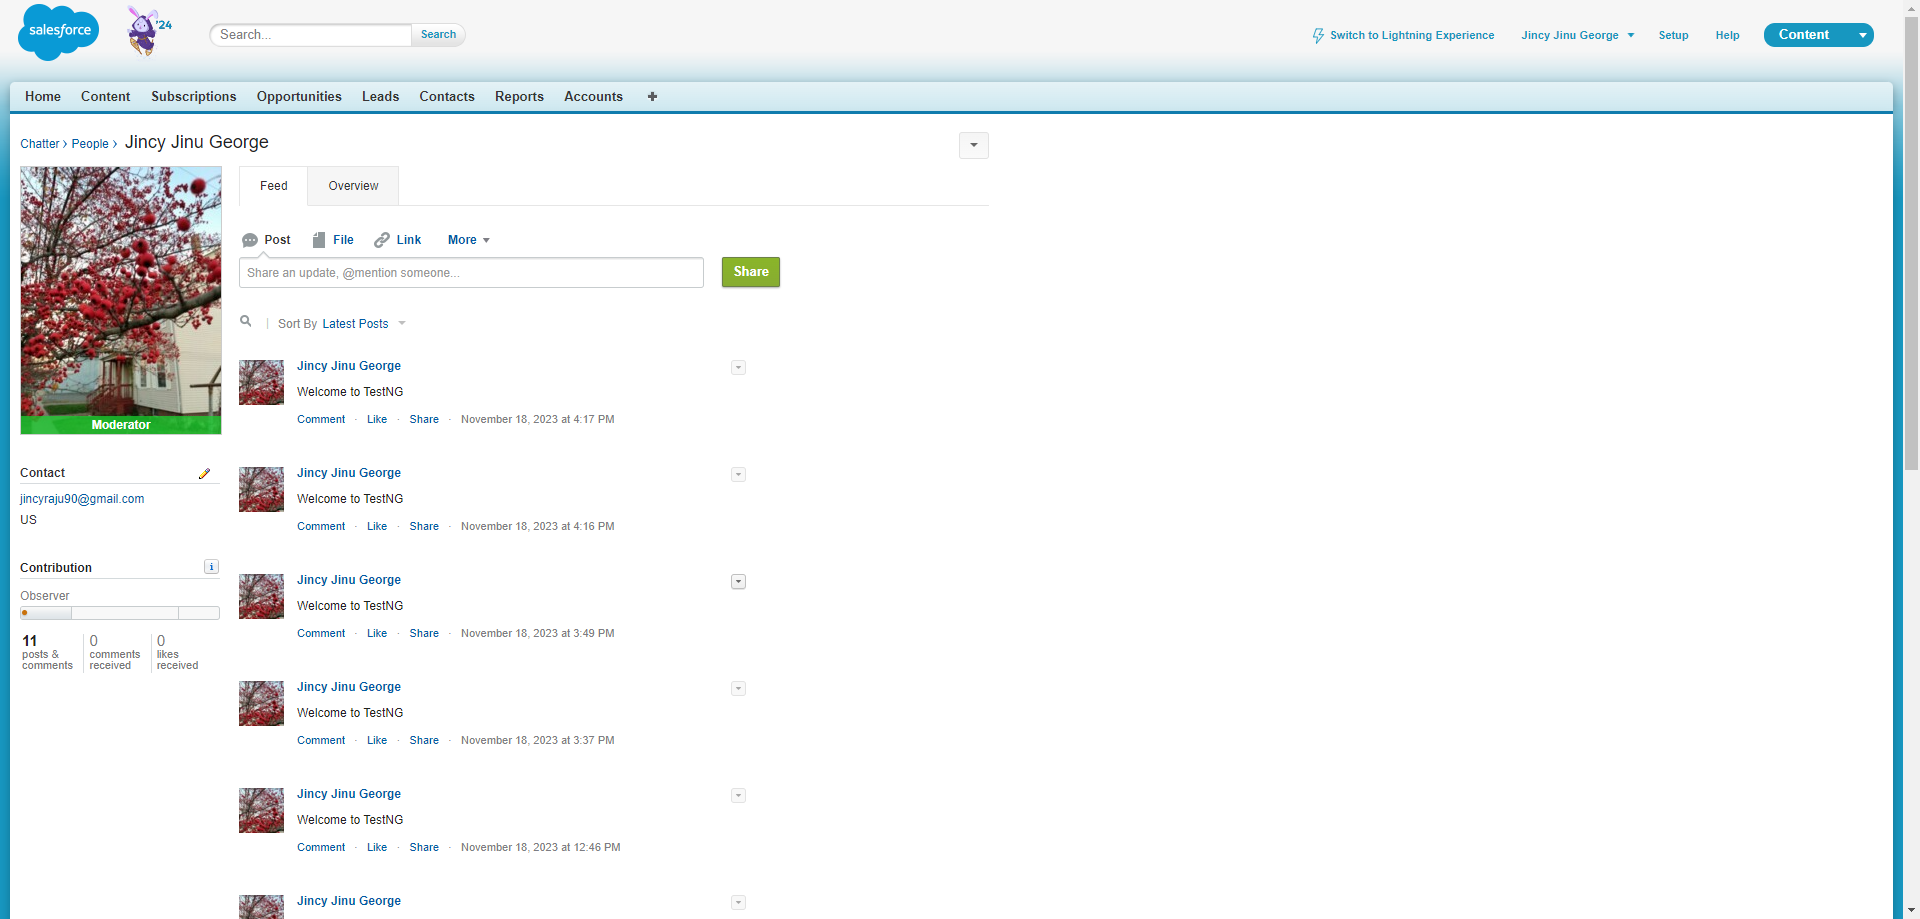 salesforce
'24
Search...
Search
Switch to Lightning Experience
Jincy Jinu George
Setup
Help
Content
Home
Content
Subscriptions
Opportunities
Leads
Contacts
Reports
Accounts
Chatter › People › Jincy Jinu George
Moderator
Contact
jincyraju90@gmail.com
US
Contribution
i
Observer
11 posts & comments
0 comments received
0 likes received
Feed
Overview
Post
File
Link
More
Share an update, @mention someone...
Share
Sort By Latest Posts
Jincy Jinu George
Welcome to TestNG
Comment · Like · Share · November 18, 2023 at 4:17 PM
Jincy Jinu George
Welcome to TestNG
Comment · Like · Share · November 18, 2023 at 4:16 PM
Jincy Jinu George
Welcome to TestNG
Comment · Like · Share · November 18, 2023 at 3:49 PM
Jincy Jinu George
Welcome to TestNG
Comment · Like · Share · November 18, 2023 at 3:37 PM
Jincy Jinu George
Welcome to TestNG
Comment · Like · Share · November 18, 2023 at 12:46 PM
Jincy Jinu George